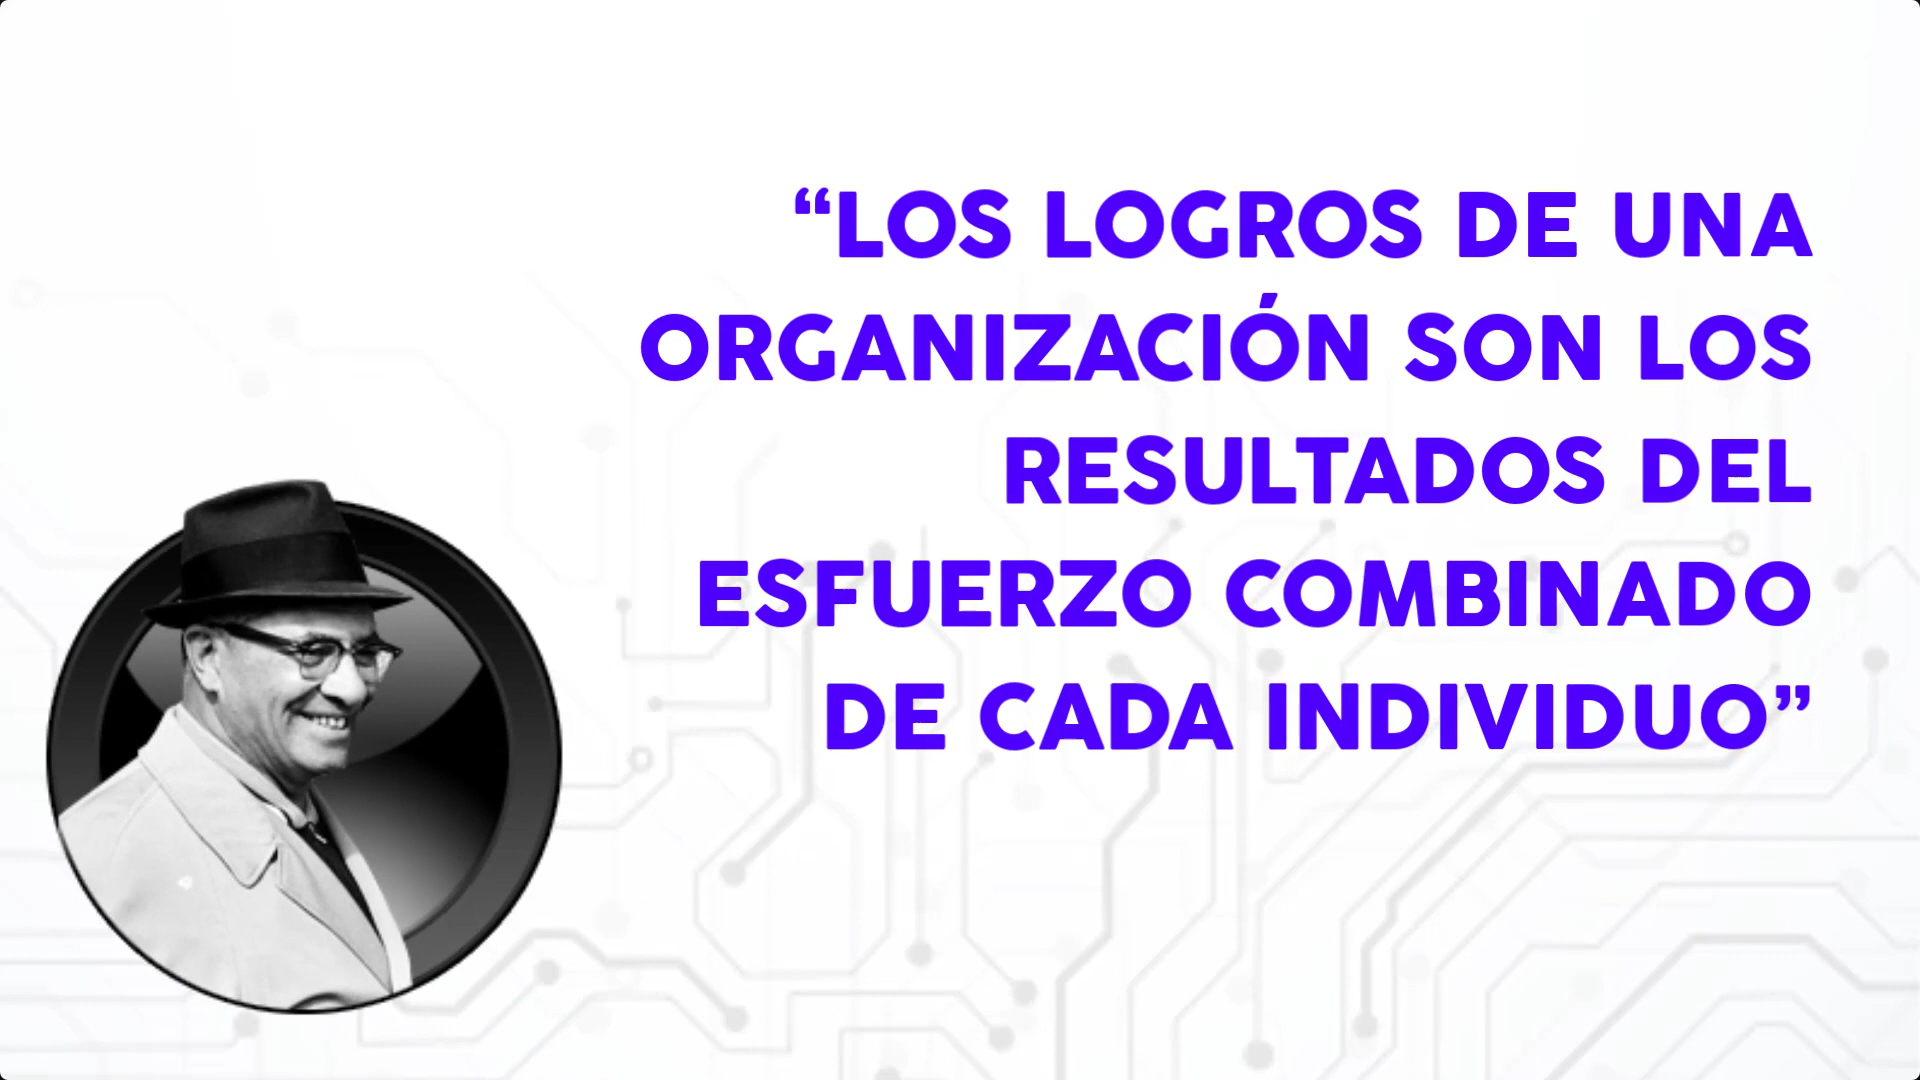 “LOS LOGROS DE UNA
ORGANIZACIÓN SON LOS
RESULTADOS DEL
ESFUERZO COMBINADO
DE CADA INDIVIDUO”